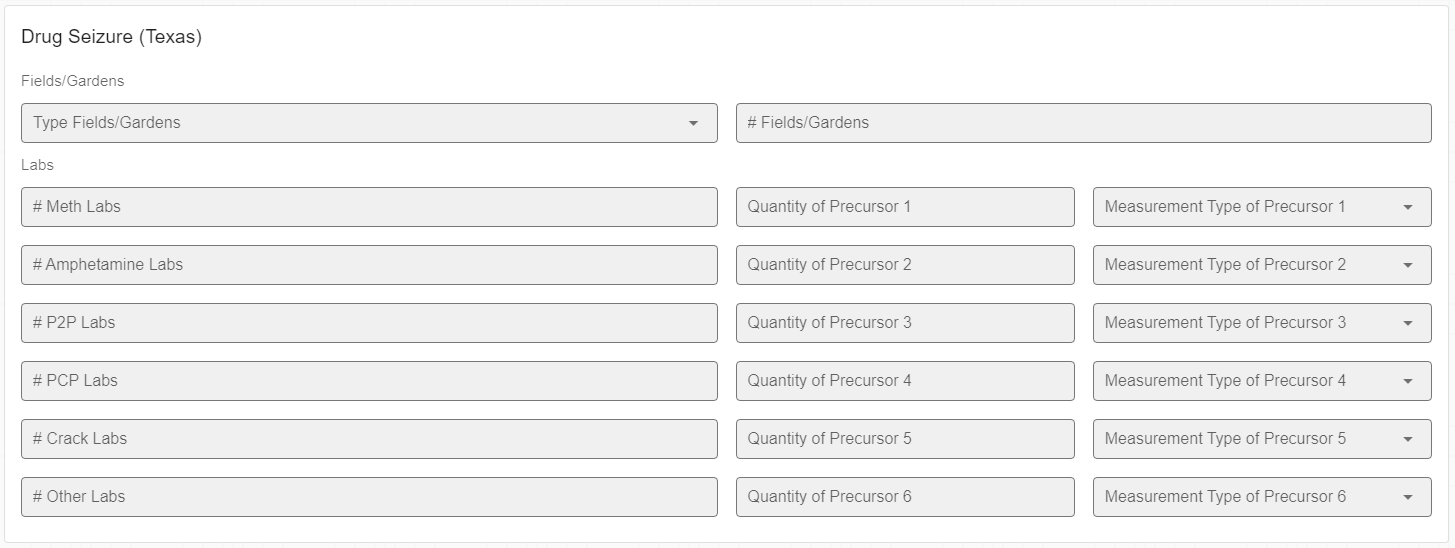 Drug Seizure (Texas)
Fields/Gardens
Type Fields/Gardens # Fields/Gardens
Labs
# Meth Labs Quantity of Precursor 1 Measurement Type of Precursor 1
# Amphetamine Labs Quantity of Precursor 2 Measurement Type of Precursor 2
# P2P Labs Quantity of Precursor 3 Measurement Type of Precursor 3
# PCP Labs Quantity of Precursor 4 Measurement Type of Precursor 4
# Crack Labs Quantity of Precursor 5 Measurement Type of Precursor 5
# Other Labs Quantity of Precursor 6 Measurement Type of Precursor 6